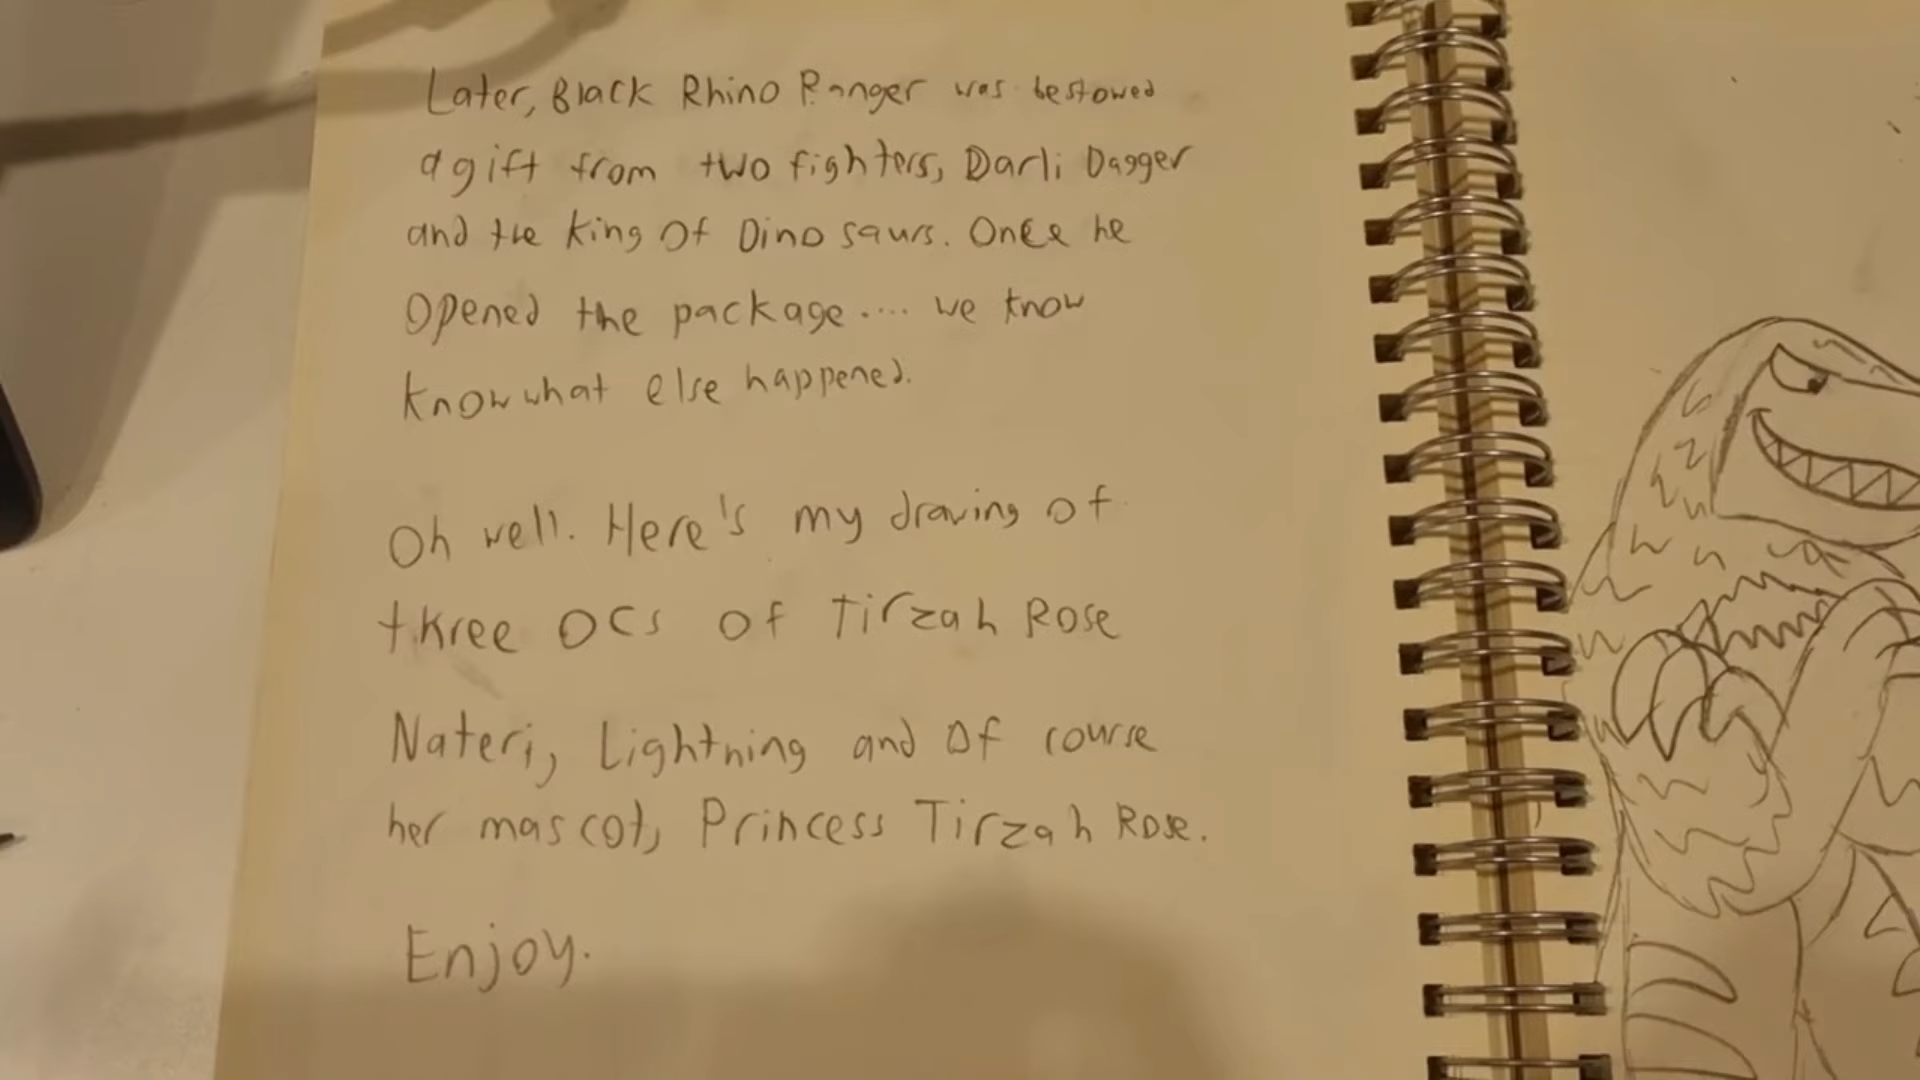 Later, Black Rhino Ranger was bestowed
a gift from two fighters, Darli Dagger
and the King Of Dinosaurs. Once he
Opened the package.... we know
know what else happened.
Oh well. Here's my drawing of
three OCs of Tirzah Rose
Nateri, Lightning and Of course
her mascot, Princess Tirzah Rose.
Enjoy.